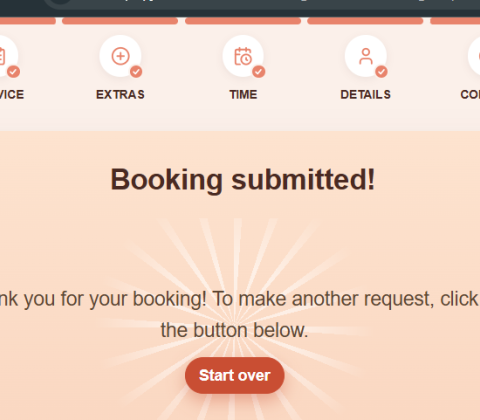 VICE EXTRAS TIME DETAILS CO
Booking submitted!
nk you for your booking! To make another request, click
the button below.
Start over